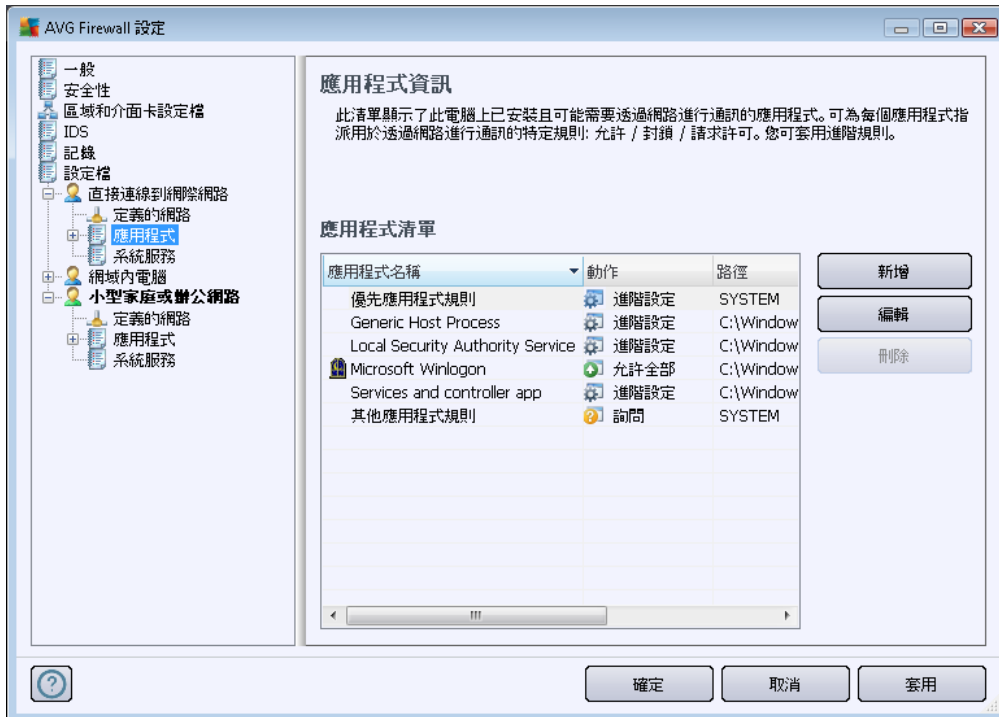 AVG Firewall 設定
一般
安全性
區域和介面卡設定檔
IDS
記錄
設定檔
直接連線到網際網路
定義的網路
應用程式
系統服務
網域內電腦
小型家庭或辦公網路
定義的網路
應用程式
系統服務
應用程式資訊
此清單顯示了此電腦上已安裝且可能需要透過網路進行通訊的應用程式。可為每個應用程式指
派用於透過網路進行通訊的特定規則: 允許 / 封鎖 / 請求許可。您可套用進階規則。
應用程式清單
應用程式名稱 動作 路徑
優先應用程式規則 進階設定 SYSTEM
Generic Host Process 進階設定 C:\Window
Local Security Authority Service 進階設定 C:\Window
Microsoft Winlogon 允許全部 C:\Window
Services and controller app 進階設定 C:\Window
其他應用程式規則 詢問 SYSTEM
新增
編輯
刪除
確定
取消
套用